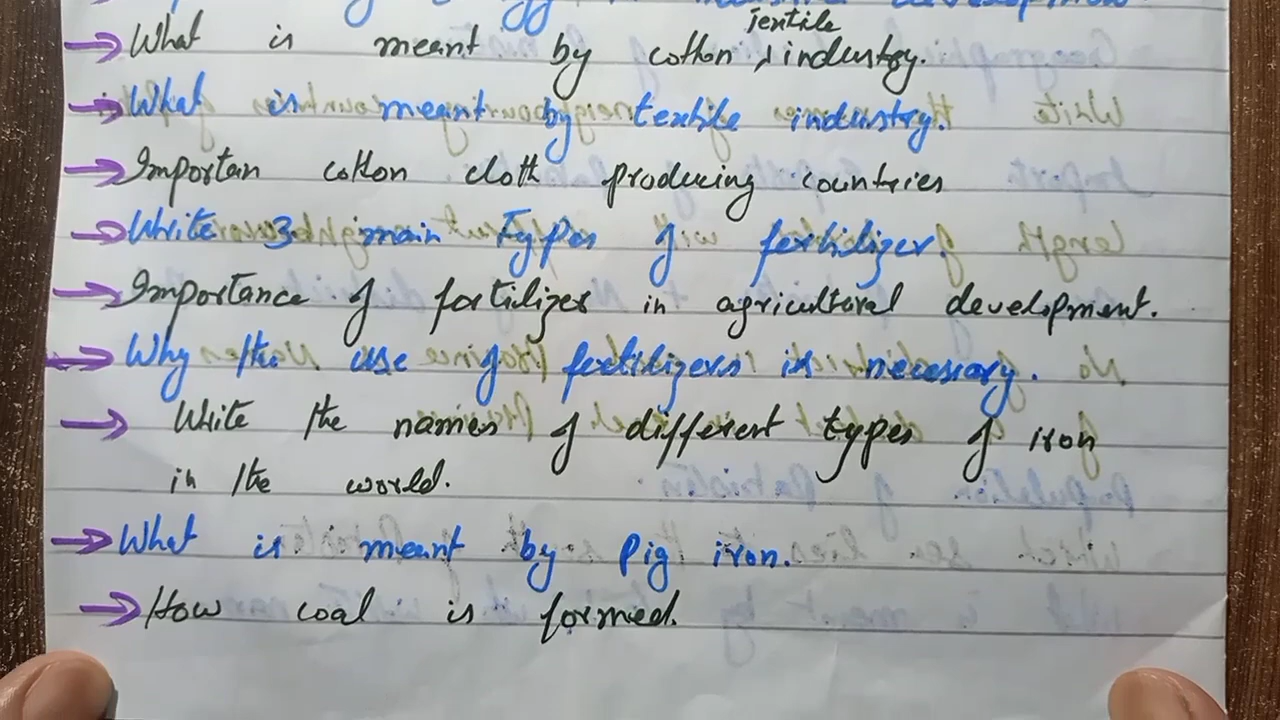 development
textile
→ What is meant by cotton industry.
→ What is meant by textile industry.
→ Importan cotton cloth producing countries
→ Write 3 main Types of fertilizer.
→ Importance of fortilizer in agricultural development.
→ Why the use of fertilizers is necessary.
→ Write the names of different types of iron
in the world.
→ What is meant by Pig iron.
→ How coal is formed.